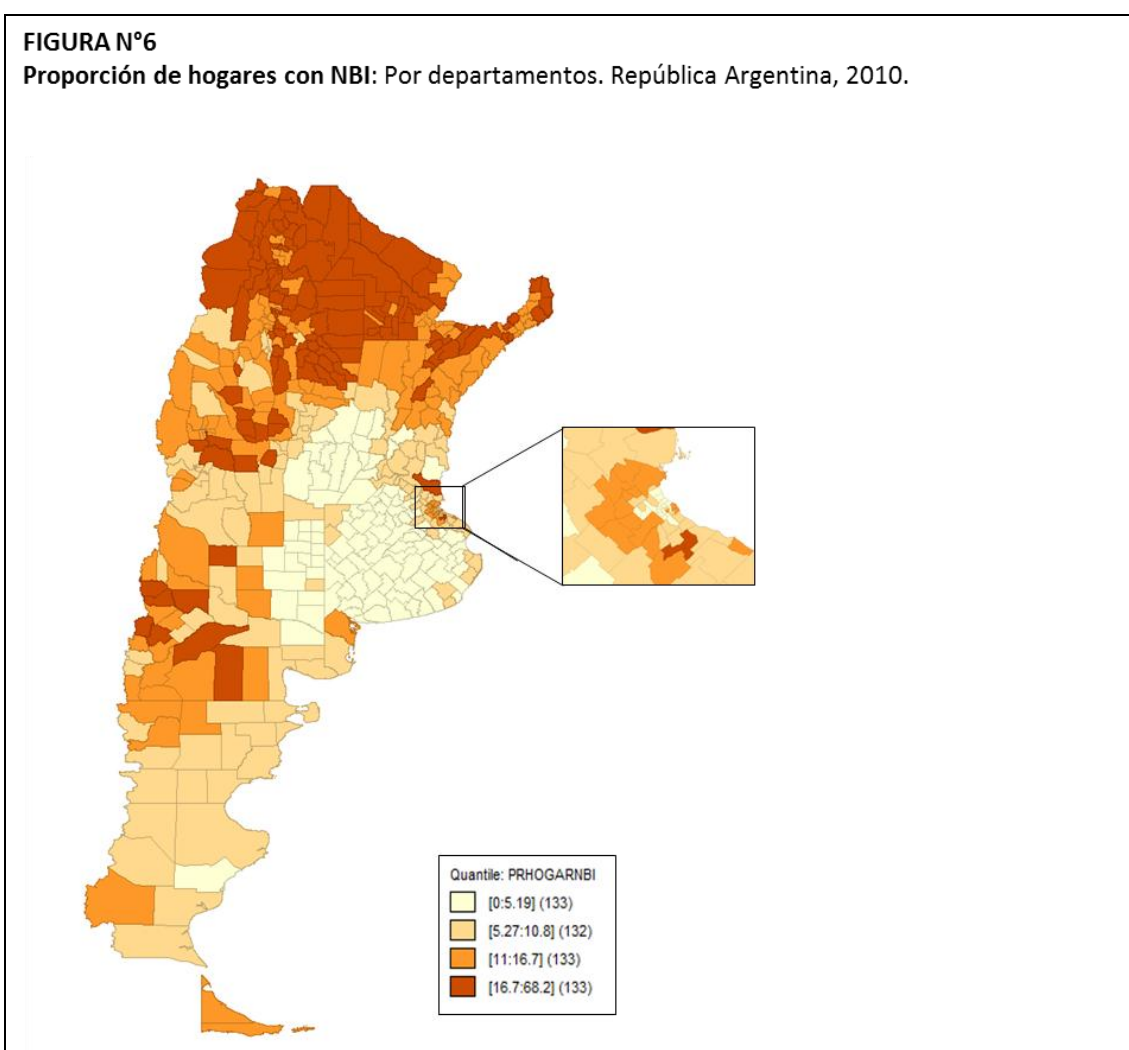 FIGURA N°6
Proporción de hogares con NBI: Por departamentos. República Argentina, 2010.
Quantile: PRHOGARNBI
[0:5.19] (133)
[5.27:10.8] (132)
[11:16.7] (133)
[16.7:68.2] (133)